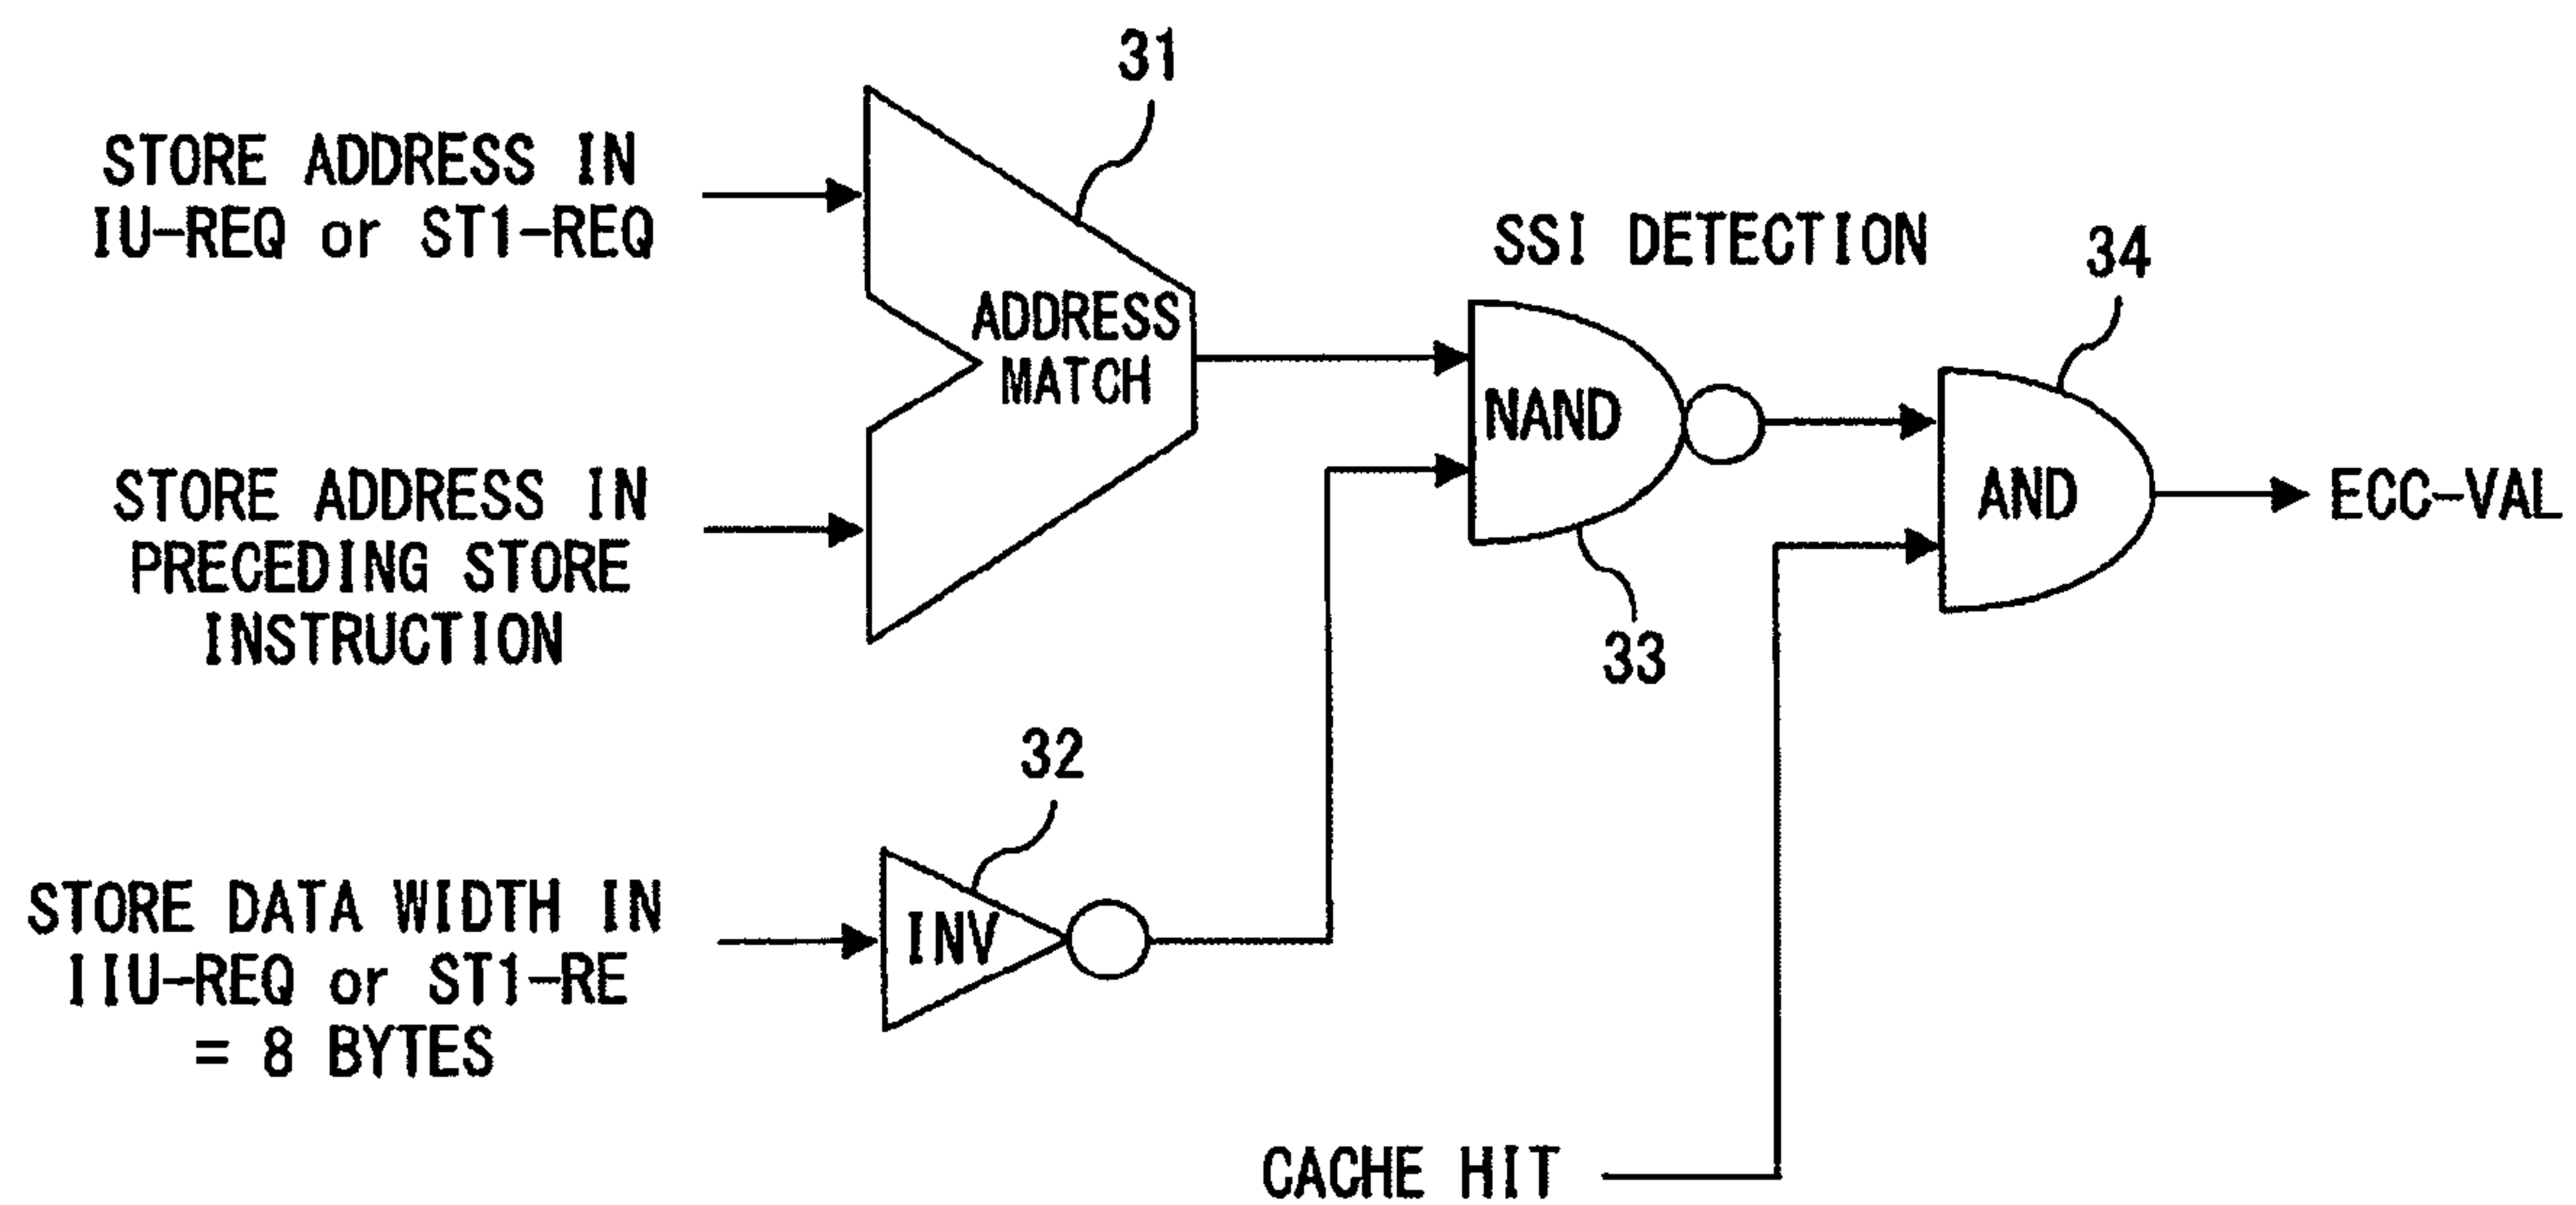 31
STORE ADDRESS IN
IU-REQ or ST1-REQ
ADDRESS
MATCH
SSI DETECTION
34
NAND
AND
ECC-VAL
STORE ADDRESS IN
PRECEDING STORE
INSTRUCTION
33
32
STORE DATA WIDTH IN
IIU-REQ or ST1-RE
= 8 BYTES
INV
CACHE HIT